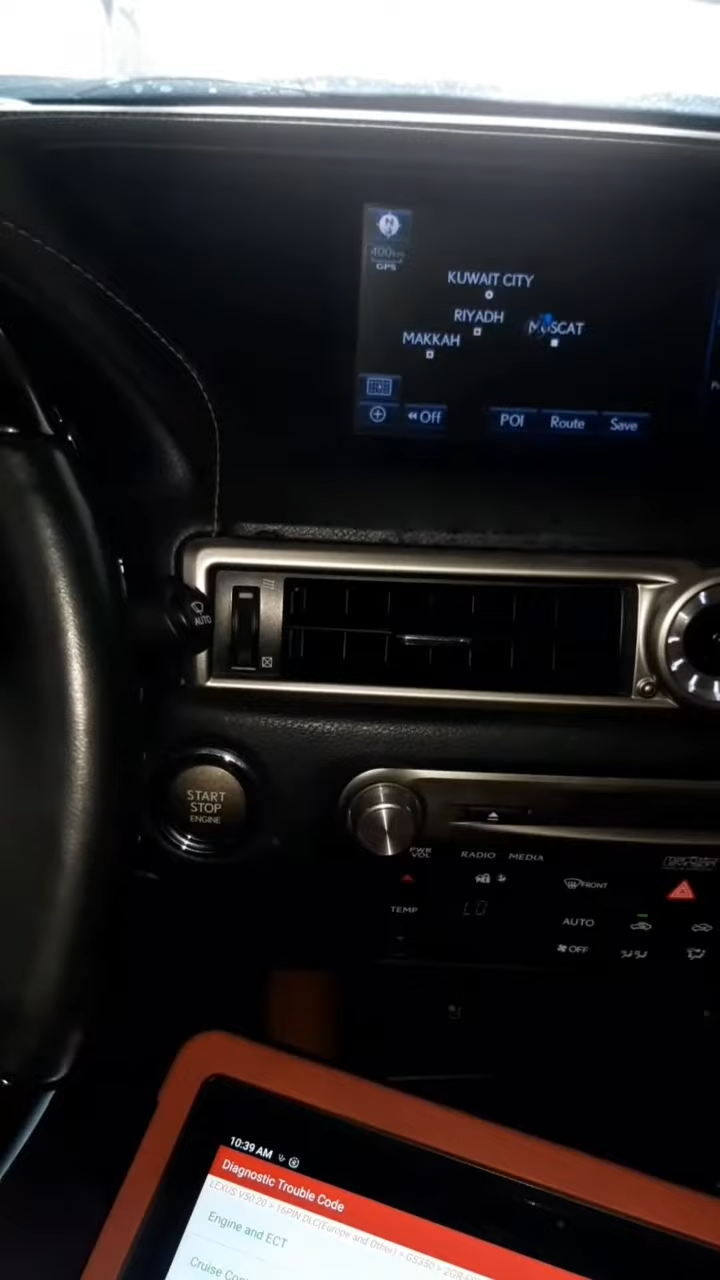 N
400km
GPS
KUWAIT CITY
RIYADH
MUSCAT
MAKKAH
Off
POI
Route
Save
AUTO
START
STOP
ENGINE
PWR
VOL
RADIO
MEDIA
FRONT
TEMP
LO
AUTO
OFF
10:39 AM
Diagnostic Trouble Code
LEXUS V50.20 > 16PIN DLC(Europe and Other) > GS350 > 2GR-
Engine and ECT
Cruise Con